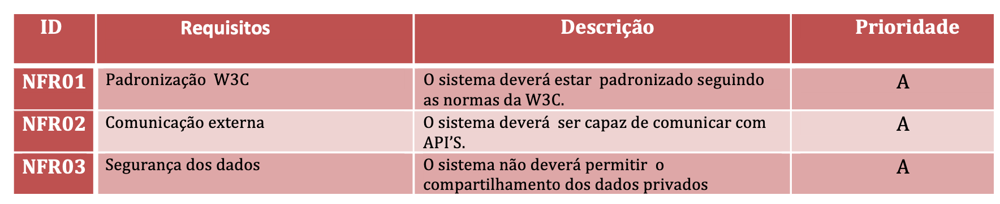 ID Requisitos Descrição Prioridade
NFR01 Padronização W3C O sistema deverá estar padronizado seguindo A
as normas da W3C.
NFR02 Comunicação externa O sistema deverá ser capaz de comunicar com A
API’S.
NFR03 Segurança dos dados O sistema não deverá permitir o A
compartilhamento dos dados privados